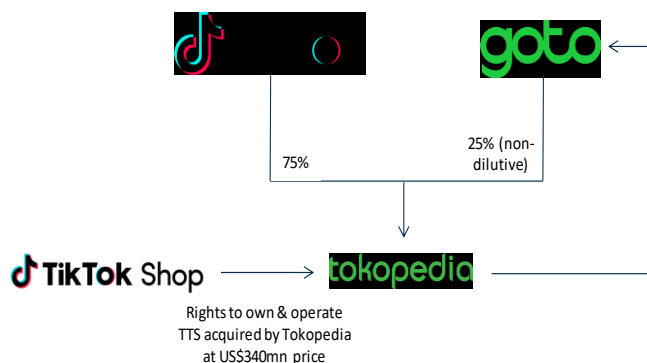 goto
75%
25% (non-
dilutive)
TikTok Shop
tokopedia
Rights to own & operate
TTS acquired by Tokopedia
at US$340mn price